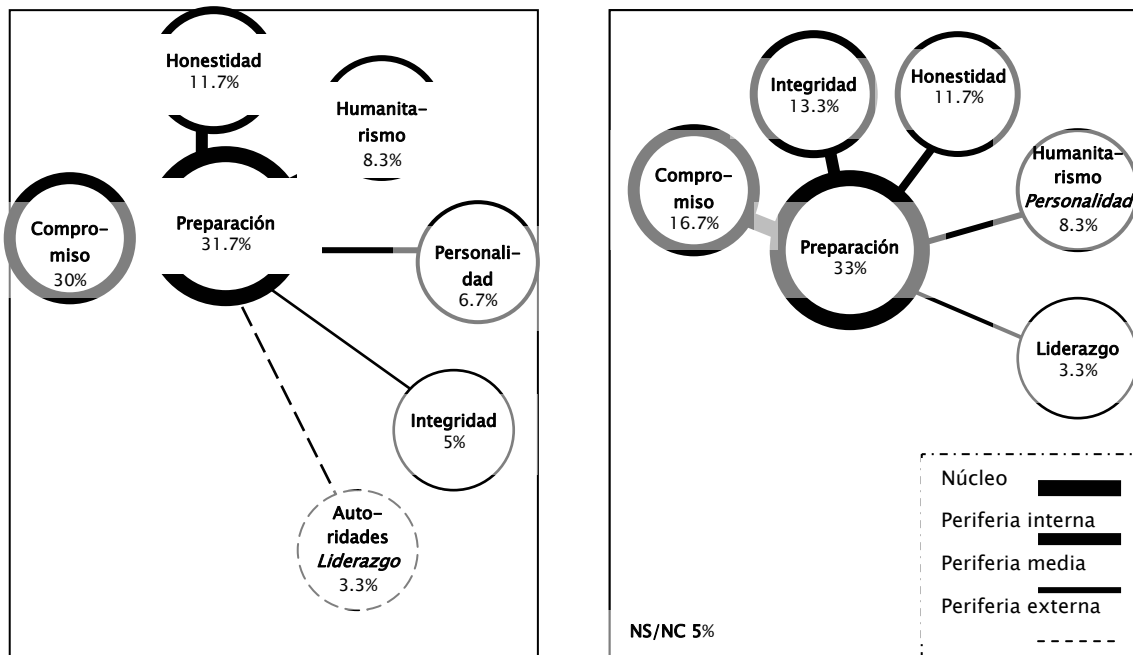 Honestidad
11.7%
Humanita-
rismo
8.3%
Compro-
miso
30%
Preparación
31.7%
Personali-
dad
6.7%
Integridad
5%
Auto-
ridades
Liderazgo
3.3%
Integridad
13.3%
Honestidad
11.7%
Compro-
miso
16.7%
Humanita-
rismo
Personalidad
8.3%
Preparación
33%
Liderazgo
3.3%
Núcleo
Periferia interna
Periferia media
Periferia externa
NS/NC 5%